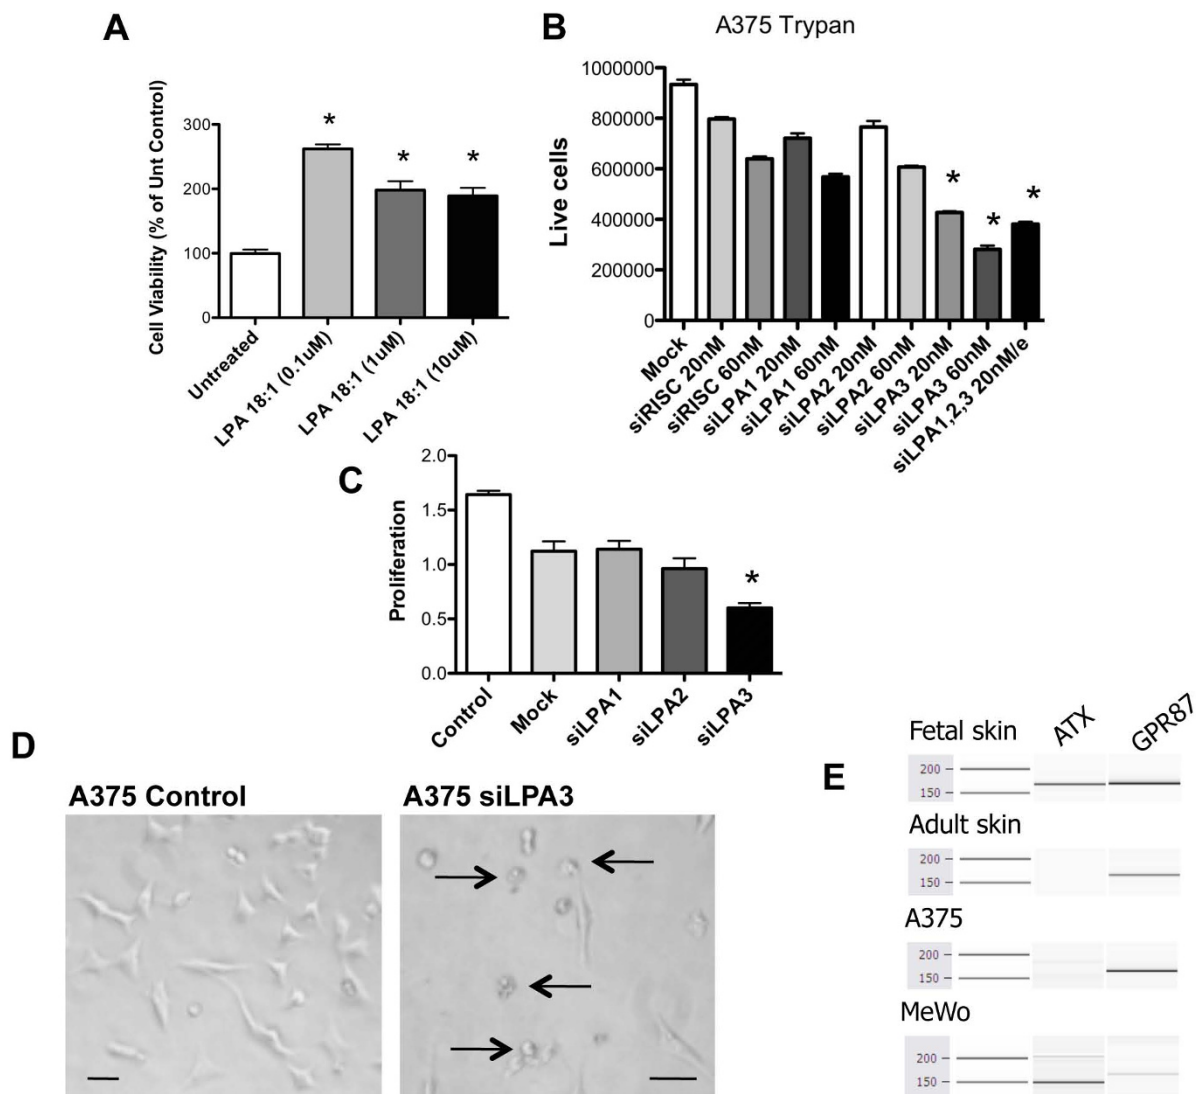 A
Cell Viability (% of Unt Control)
300
200
100
0
Untreated
LPA 18:1 (0.1uM)
LPA 18:1 (1uM)
LPA 18:1 (10uM)
* * *
B
A375 Trypan
Live cells
1000000
800000
600000
400000
200000
0
Mock
siRISC 20nM
siRISC 60nM
siLPA1 20nM
siLPA1 60nM
siLPA2 20nM
siLPA2 60nM
siLPA3 20nM
siLPA3 60nM
siLPA1,2,3 20nM/e
* * *
C
Proliferation
2.0
1.5
1.0
0.5
0.0
Control
Mock
siLPA1
siLPA2
siLPA3
*
D
A375 Control
A375 siLPA3
E
ATX
GPR87
Fetal skin
200
150
Adult skin
200
150
A375
200
150
MeWo
200
150